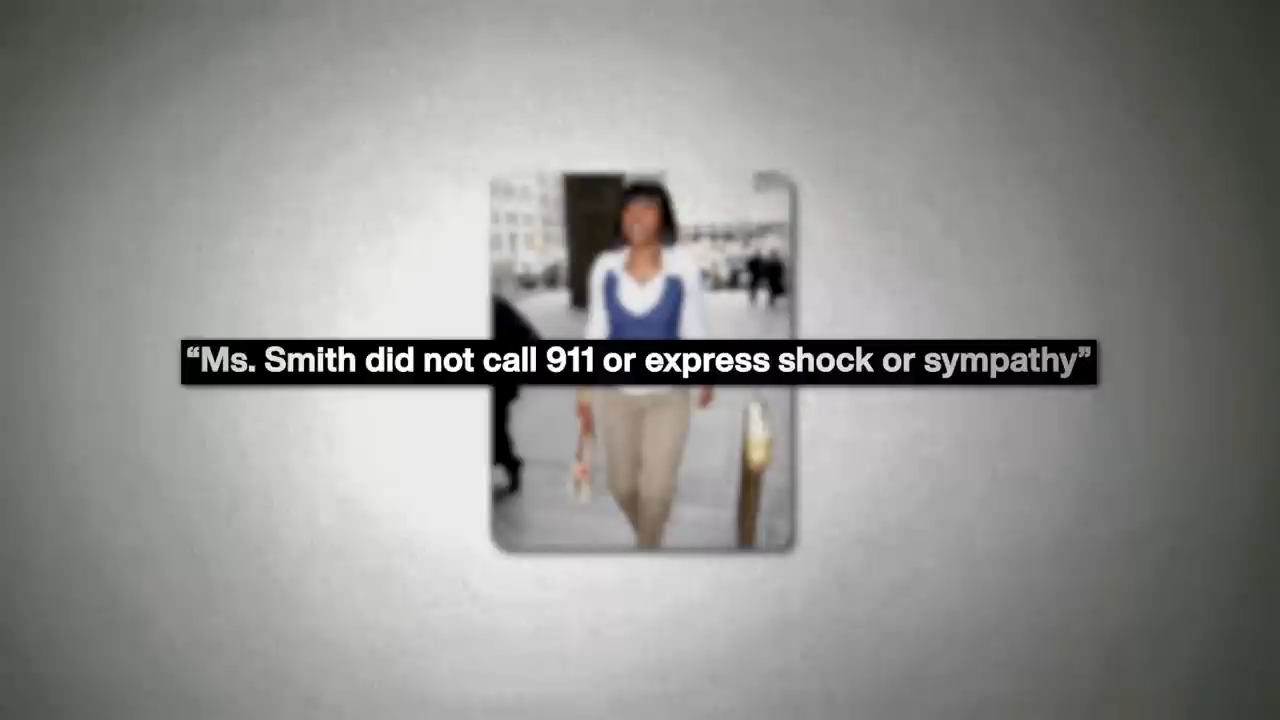 “Ms. Smith did not call 911 or express shock or sympathy”